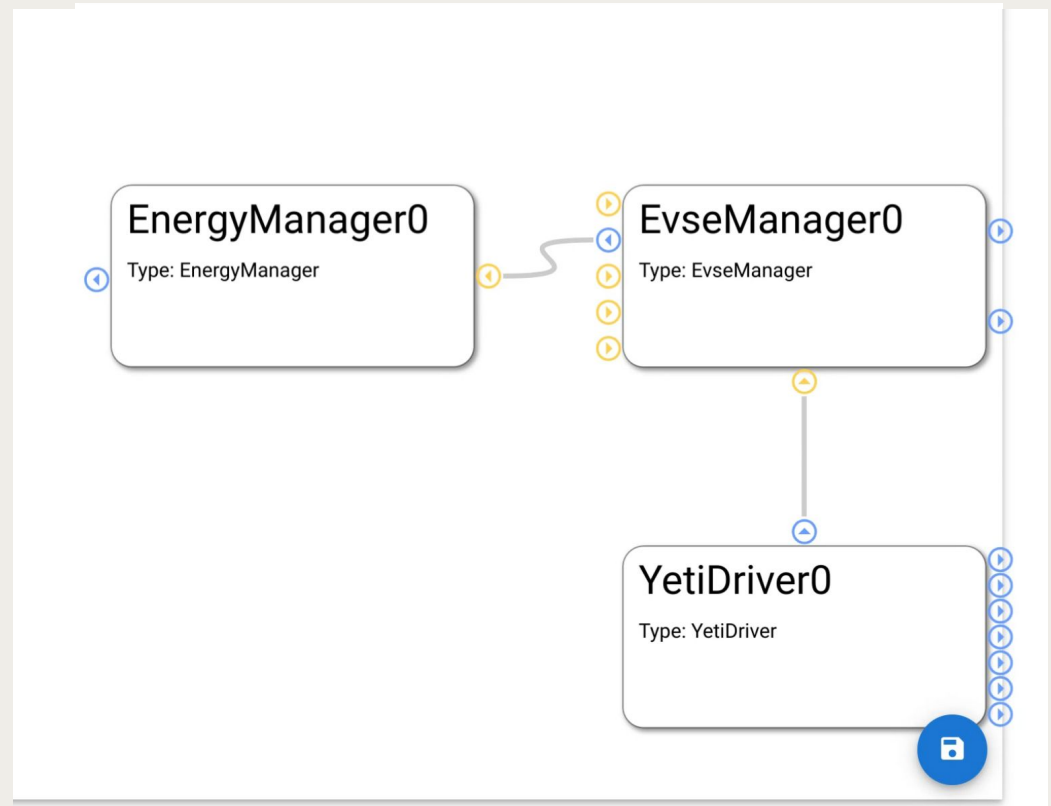 EnergyManager0
Type: EnergyManager
EvseManager0
Type: EvseManager
YetiDriver0
Type: YetiDriver